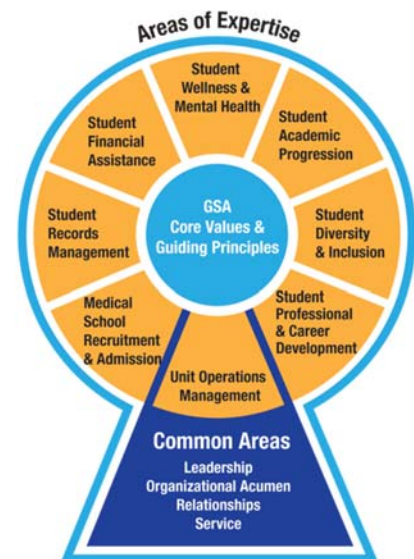 Areas of Expertise
Student
Wellness &
Mental Health
Student
Financial
Assistance
Student
Academic
Progression
GSA
Core Values &
Guiding Principles
Student
Records
Management
Student
Diversity
& Inclusion
Medical
School
Recruitment
& Admission
Student
Professional
& Career
Development
Unit Operations
Management
Common Areas
Leadership
Organizational Acumen
Relationships
Service